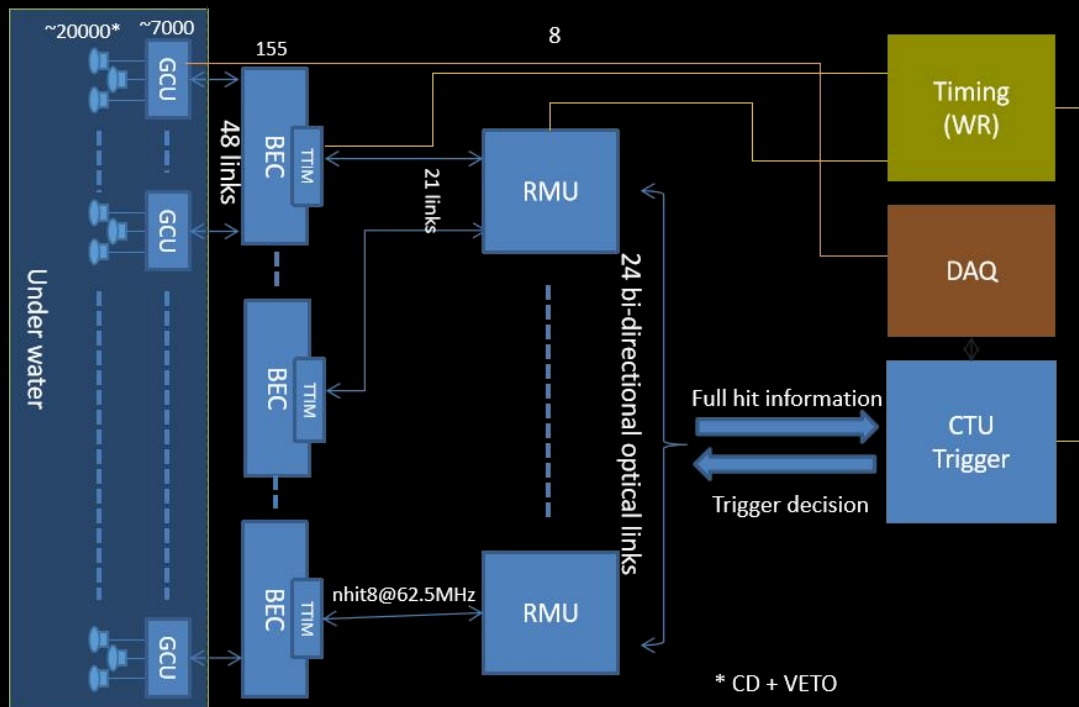 ~20000*
~7000
155
8
GCU
GCU
GCU
Under water
48 links
BEC
TTIM
BEC
TTIM
BEC
TTIM
21 links
nhit8@62.5MHz
RMU
RMU
24 bi-directional optical links
Full hit information
Trigger decision
Timing
(WR)
DAQ
CTU
Trigger
* CD + VETO